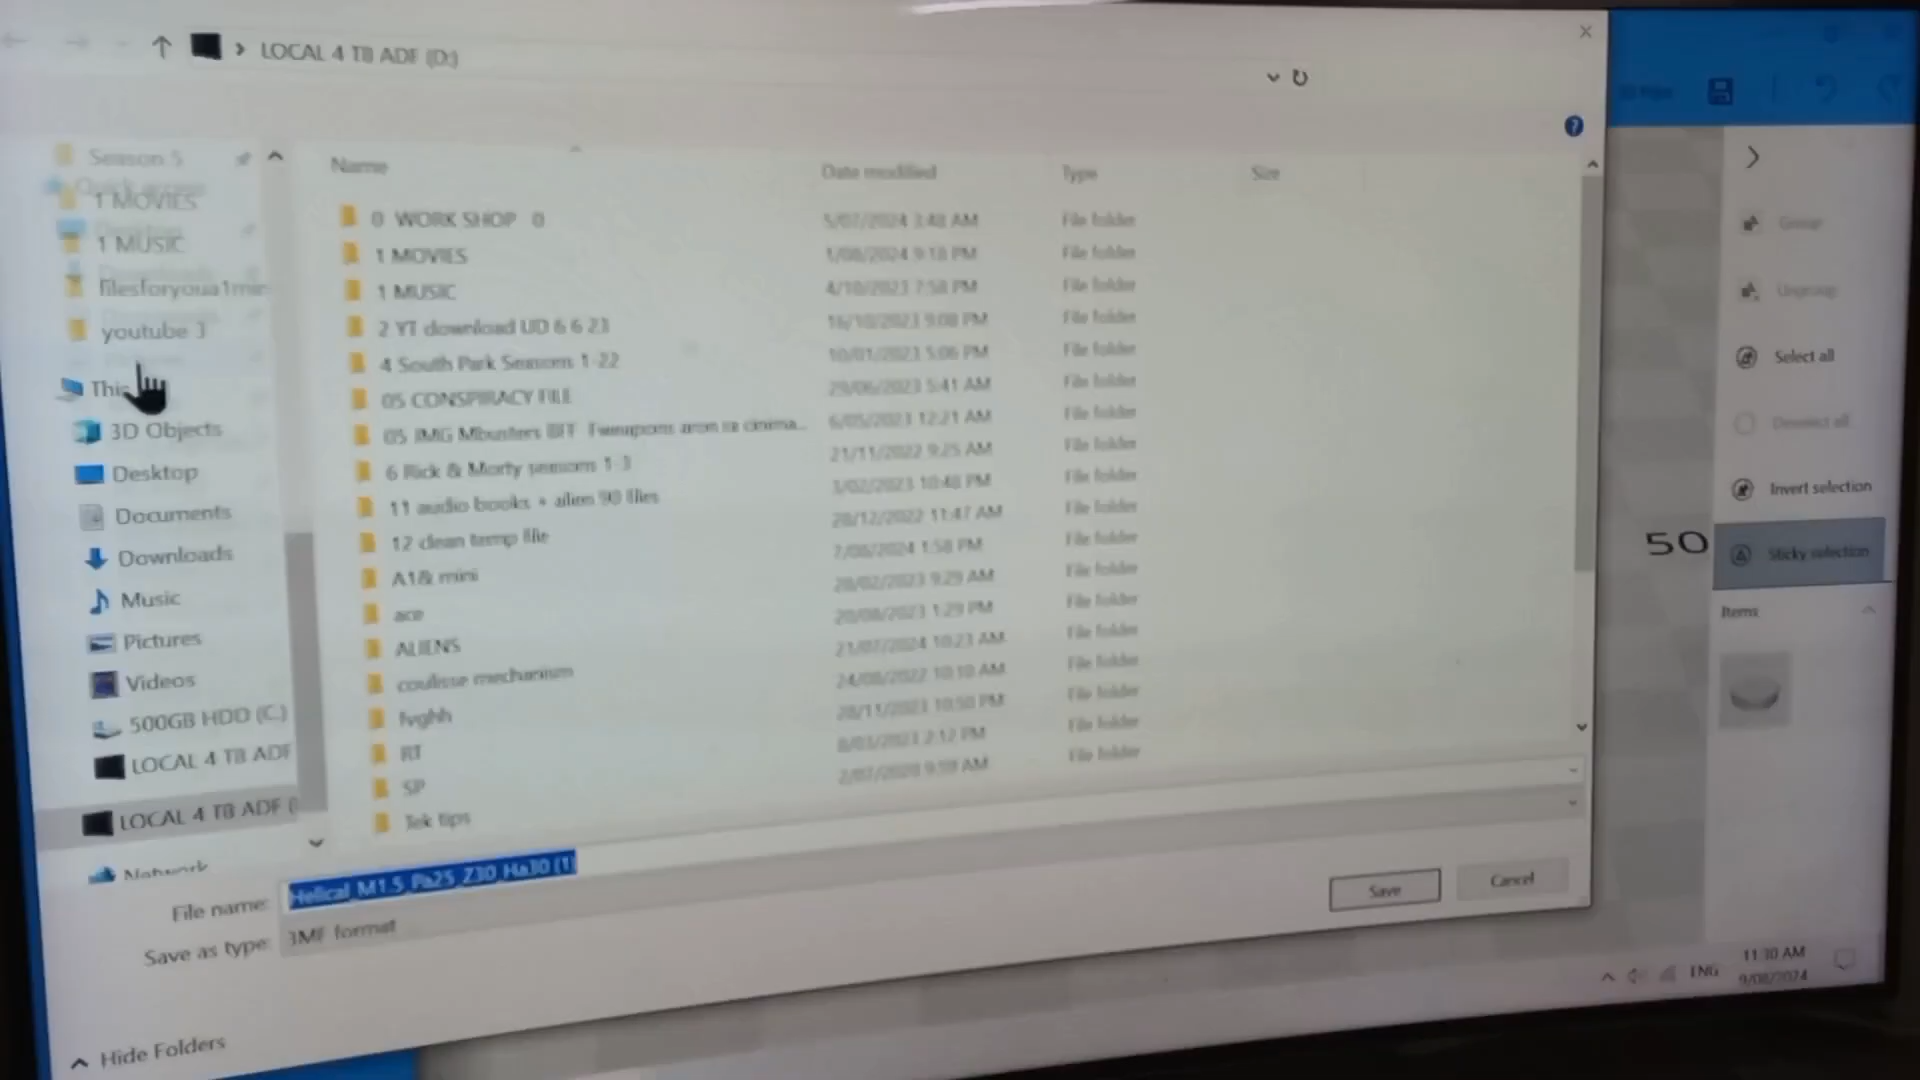 LOCAL 4 TB ADF (D:)
Name Date modified Type Size
Season 5
Quick access
1 MOVIES
1 MUSIC
filesforyoua1min
youtube 3
This
3D Objects
Desktop
Documents
Downloads
Music
Pictures
Videos
500GB HDD (C:)
LOCAL 4 TB ADF
LOCAL 4 TB ADF (
Network
0 WORK SHOP 0 5/07/2024 3:48 AM File folder
1 MOVIES 1/08/2024 9:18 PM File folder
1 MUSIC 4/10/2023 7:58 PM File folder
2 YT download UD 6 6 23 16/10/2023 9:08 PM File folder
4 South Park Seasons 1-22 10/01/2023 5:06 PM File folder
05 CONSPIRACY FILE 29/06/2023 5:41 AM File folder
05 IMG Mbusters BFF 6/05/2023 12:21 AM File folder
6 Rick & Morty seasons 1-3 21/11/2022 9:25 AM File folder
11 audio books + alien 90 files 3/02/2023 10:48 PM File folder
12 clean temp file 28/12/2022 11:47 AM File folder
A1& mini 7/08/2024 1:58 PM File folder
ace 28/02/2023 9:29 AM File folder
ALIENS 20/08/2023 1:29 PM File folder
coulisse mechanism 21/07/2024 10:23 AM File folder
fvghh 24/08/2022 10:10 AM File folder
RT 28/11/2023 10:50 PM File folder
SP 8/03/2023 2:12 PM File folder
Tek tips 2/07/2020 9:59 AM File folder
File name: Helical_M1.5_Pa25_Z30_Ha30 (1)
Save as type: 3MF format
Save Cancel
Hide Folders
Group
Ungroup
Select all
Deselect all
Invert selection
Sticky selection
Items
50
ENG
11:30 AM
9/08/2024